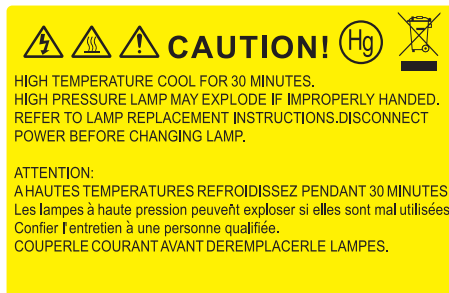 CAUTION! Hg
HIGH TEMPERATURE COOL FOR 30 MINUTES.
HIGH PRESSURE LAMP MAY EXPLODE IF IMPROPERLY HANDED.
REFER TO LAMP REPLACEMENT INSTRUCTIONS.DISCONNECT
POWER BEFORE CHANGING LAMP.
ATTENTION:
A HAUTES TEMPERATURES REFROIDISSEZ PENDANT 30 MINUTES
Les lampes à haute pression peuvent exploser si elles sont mal utilisées
Confier l'entretien à une personne qualifiée.
COUPERLE COURANT AVANT DEREMPLACERLE LAMPES.